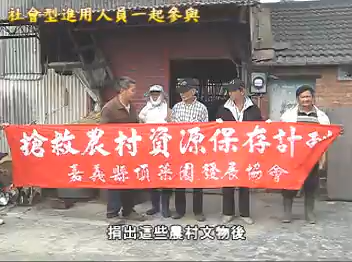 社會型進用人員一起參與
搶救農村資源保存計畫
嘉義縣頂菜園發展協會
捐出這些農村文物後